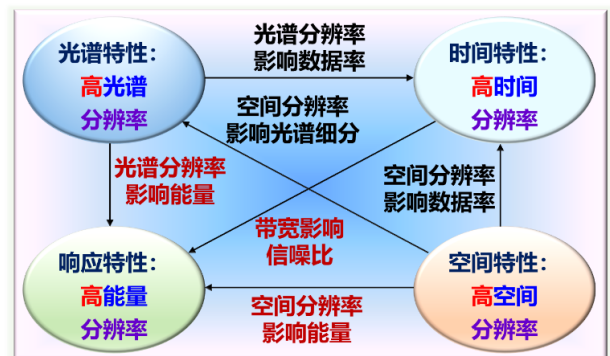 光谱特性：
高光谱
分辨率
光谱分辨率
影响数据率
时间特性：
高时间
分辨率
空间分辨率
影响光谱细分
光谱分辨率
影响能量
空间分辨率
影响数据率
带宽影响
信噪比
响应特性：
高能量
分辨率
空间分辨率
影响能量
空间特性：
高空间
分辨率